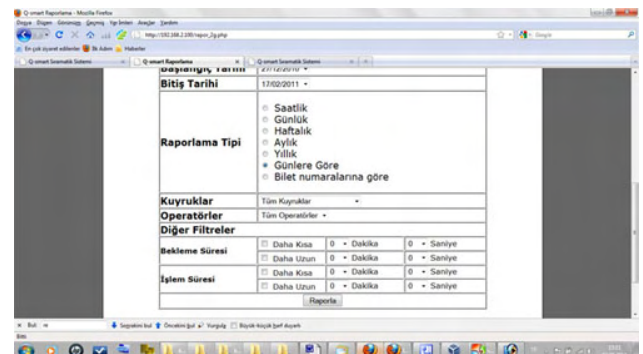 Q-smart Raporlama - Mozilla Firefox
Dosya Düzen Görünüm Geçmiş Yer İmleri Araçlar Yardım
http://192.168.2.100/rapor_2g.php
Google
En çok ziyaret edilenler İlk Adım Haberler
Q-smart Sıramatik Sistemi
Q-smart Raporlama
Q-smart Sıramatik Sistemi
Başlangıç Tarihi 27/12/2010
Bitiş Tarihi 17/02/2011
Raporlama Tipi
Saatlik
Günlük
Haftalık
Aylık
Yıllık
Günlere Göre
Bilet numaralarına göre
Kuyruklar Tüm Kuyruklar
Operatörler Tüm Operatörler
Diğer Filtreler
Bekleme Süresi
Daha Kısa 0 Dakika 0 Saniye
Daha Uzun 0 Dakika 0 Saniye
İşlem Süresi
Daha Kısa 0 Dakika 0 Saniye
Daha Uzun 0 Dakika 0 Saniye
Raporla
Bul: Sonrakini bul Öncekini bul Vurgula Büyük-küçük harf duyarlı
Bitti